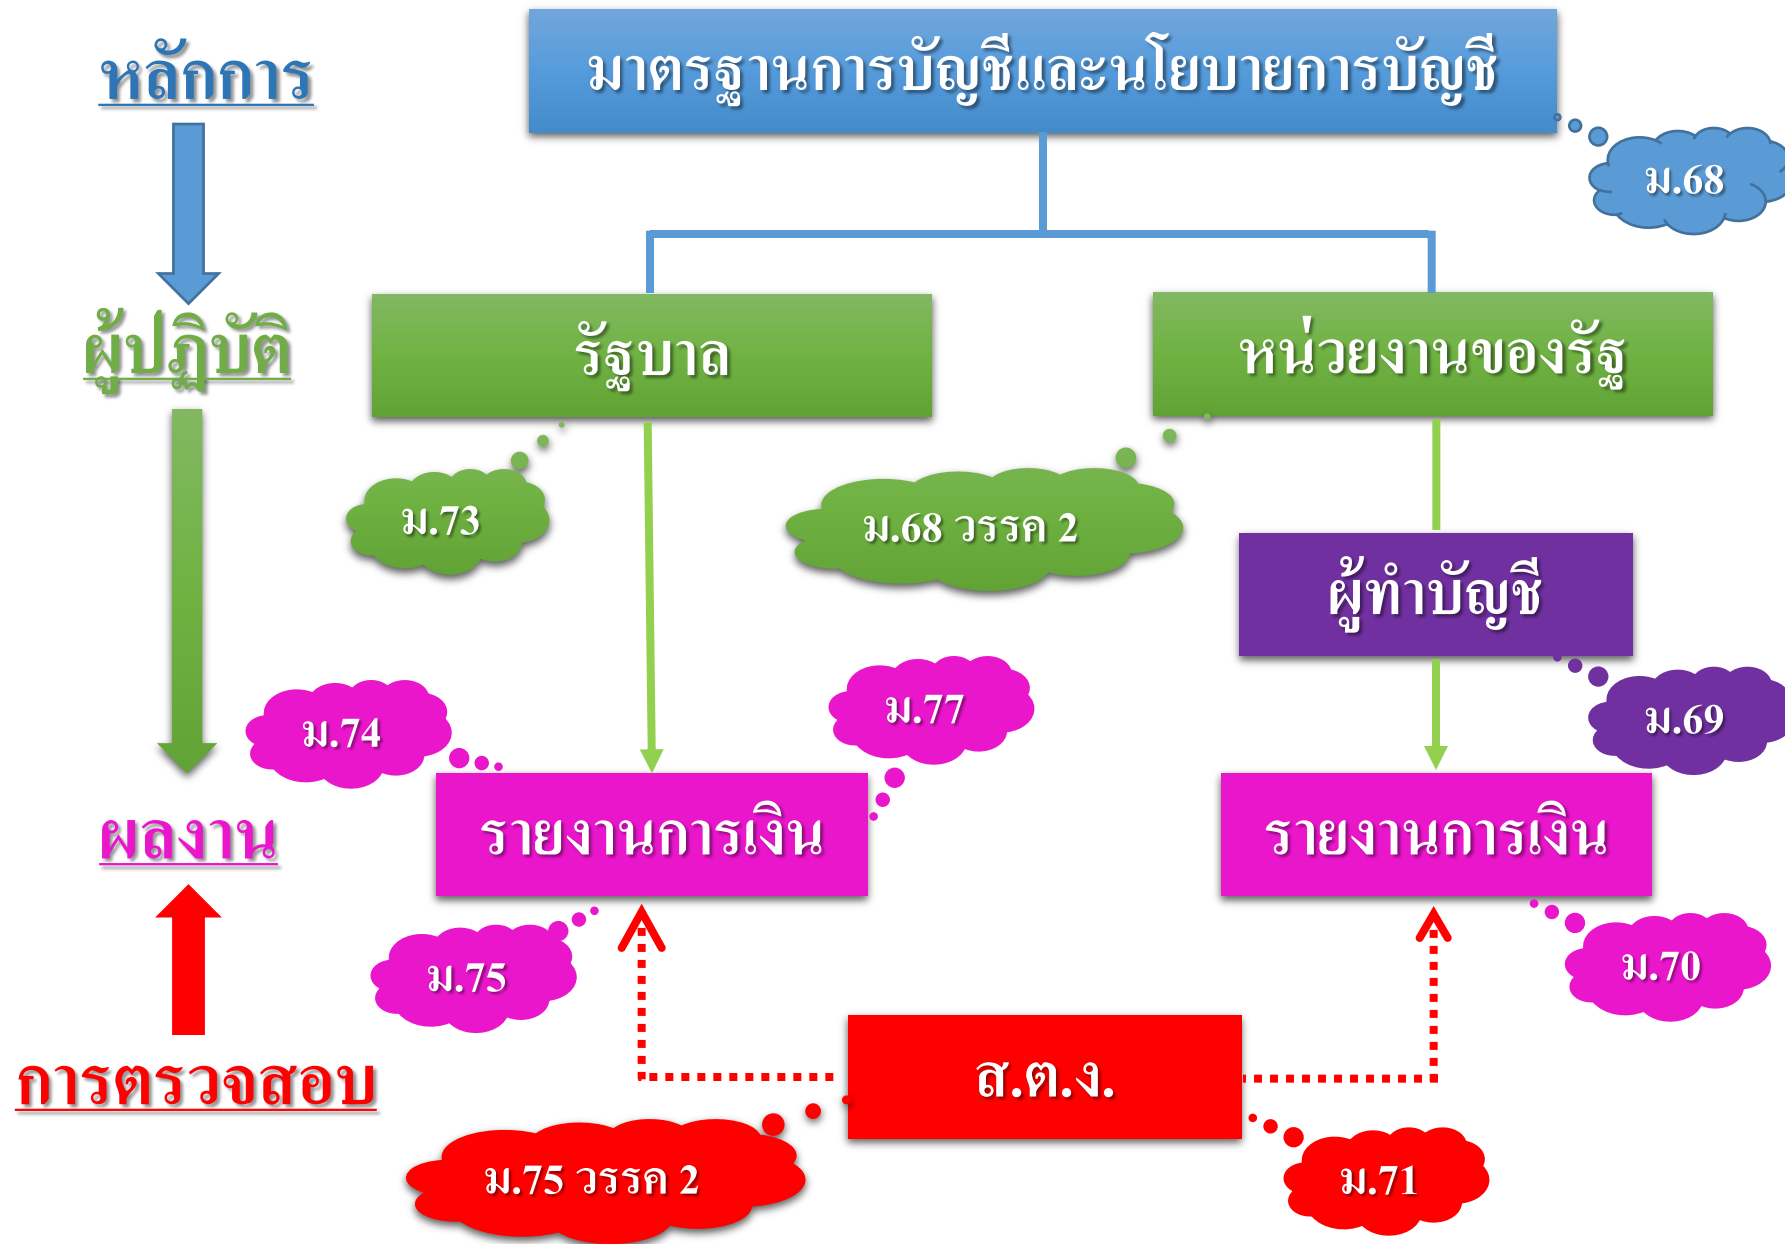 หลักการ
มาตรฐานการบัญชีและนโยบายการบัญชี
ม.68
ผู้ปฏิบัติ
รัฐบาล
หน่วยงานของรัฐ
ม.73
ม.68 วรรค 2
ผู้ทำบัญชี
ม.69
ม.74
ม.77
ผลงาน
รายงานการเงิน
รายงานการเงิน
ม.75
ม.70
การตรวจสอบ
ส.ต.ง.
ม.75 วรรค 2
ม.71